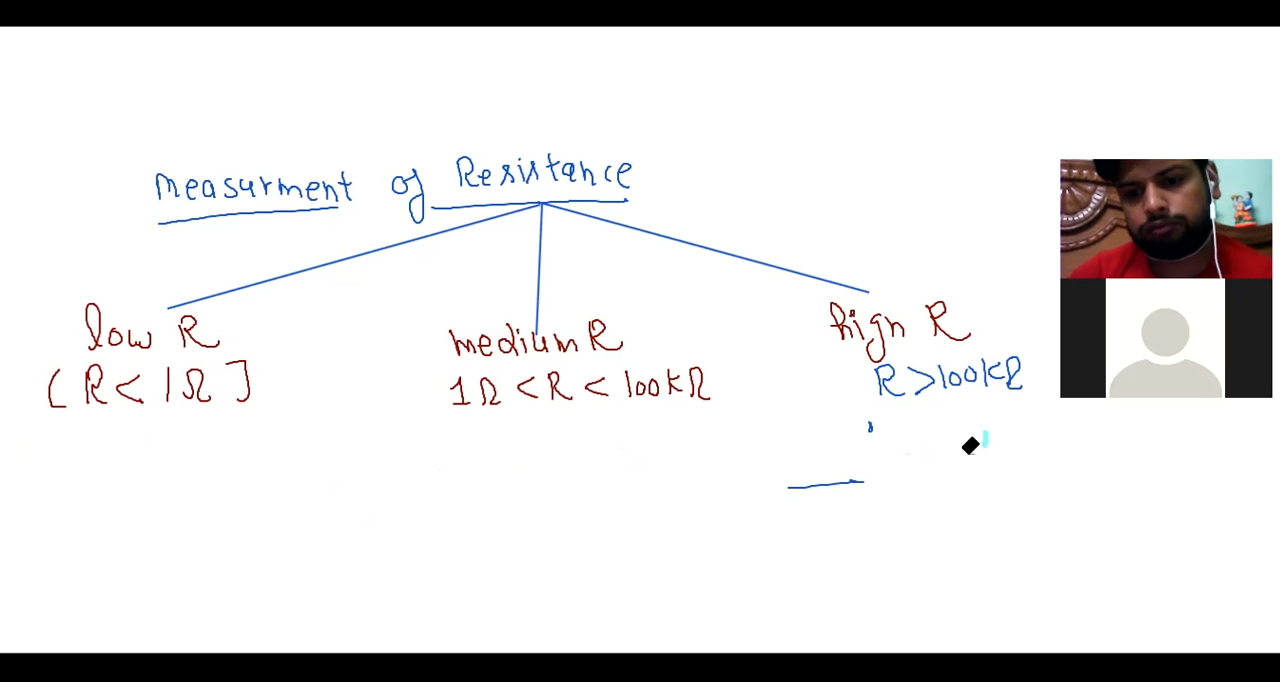 measurment of Resistance
low R
(R < 1Ω]
medium R
1Ω < R < 100kΩ
high R
R > 100kΩ